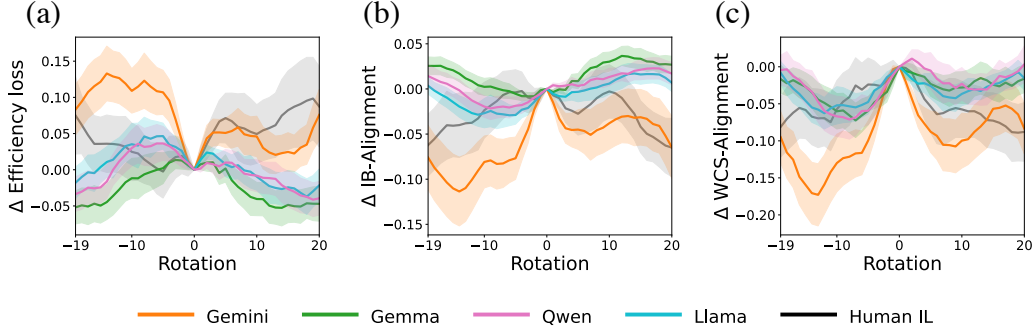 (a)
(b)
(c)
Δ Efficiency loss
0.15
0.10
0.05
0.00
−0.05
−19
−10
0
10
20
Rotation
Δ IB-Alignment
0.05
0.00
−0.05
−0.10
−0.15
−19
−10
0
10
20
Rotation
Δ WCS-Alignment
0.00
−0.05
−0.10
−0.15
−0.20
−19
−10
0
10
20
Rotation
Gemini
Gemma
Qwen
Llama
Human IL